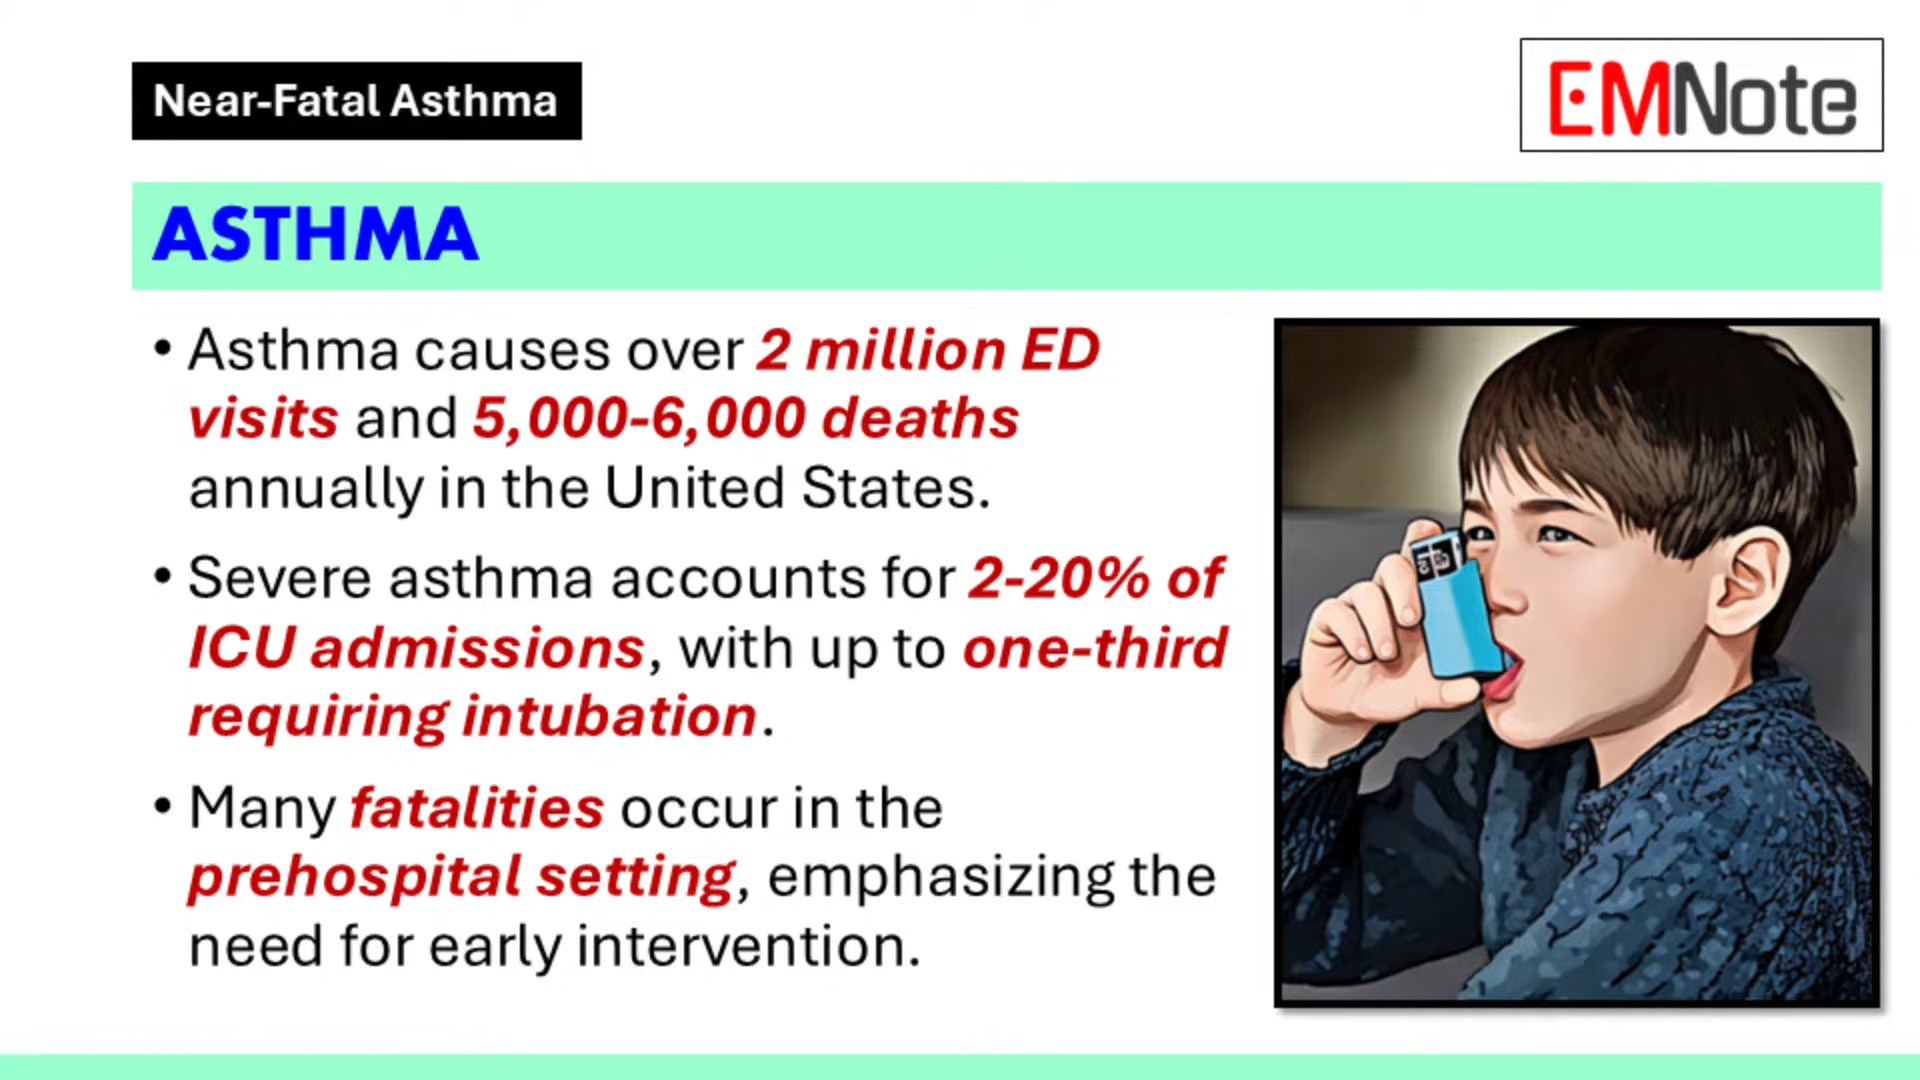 Near-Fatal Asthma
EMNote
ASTHMA
• Asthma causes over 2 million ED
visits and 5,000-6,000 deaths
annually in the United States.
• Severe asthma accounts for 2-20% of
ICU admissions, with up to one-third
requiring intubation.
• Many fatalities occur in the
prehospital setting, emphasizing the
need for early intervention.